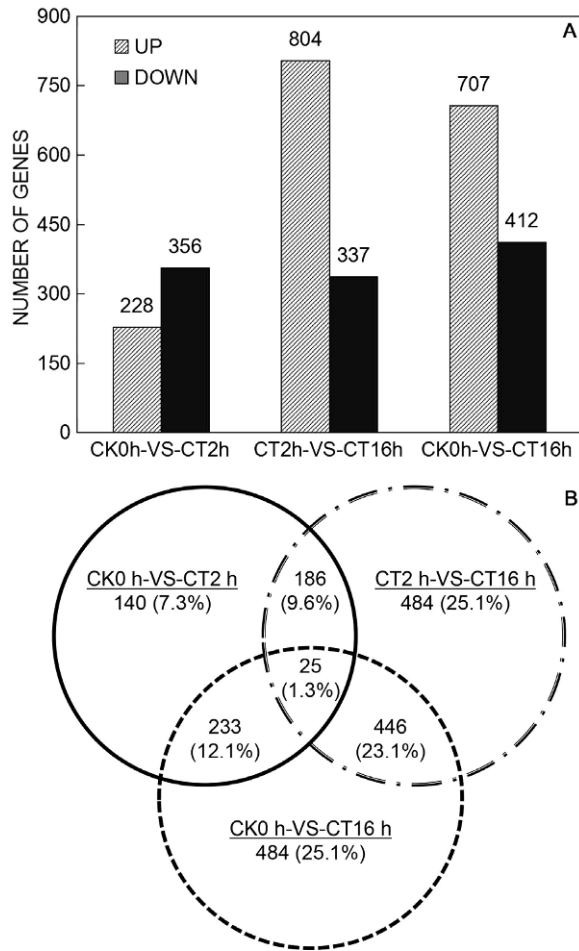 A
900
750
600
450
300
150
0
NUMBER OF GENES
UP
DOWN
228
356
804
337
707
412
CK0h-VS-CT2h
CT2h-VS-CT16h
CK0h-VS-CT16h
B
CK0 h-VS-CT2 h
140 (7.3%)
186
(9.6%)
CT2 h-VS-CT16 h
484 (25.1%)
25
(1.3%)
233
(12.1%)
446
(23.1%)
CK0 h-VS-CT16 h
484 (25.1%)